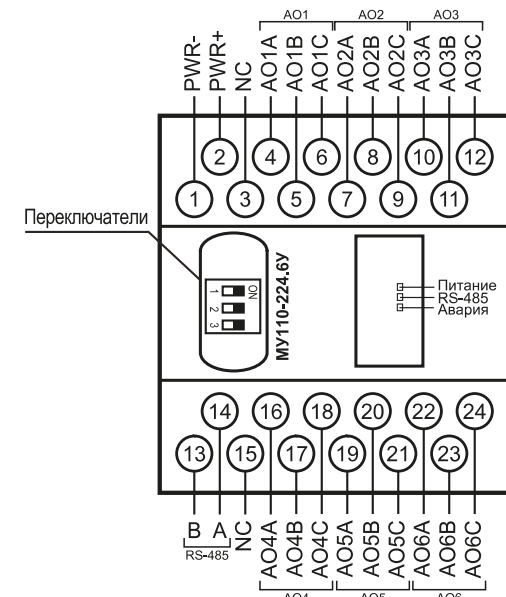 AO1 AO2 AO3
PWR- PWR+ NC AO1A AO1B AO1C AO2A AO2B AO2C AO3A AO3B AO3C
2 4 6 8 10 12
1 3 5 7 9 11
Переключатели
ON
1
2
3
МУ110-224.6У
Питание
RS-485
Авария
14 16 18 20 22 24
13 15 17 19 21 23
B A NC AO4A AO4B AO4C AO5A AO5B AO5C AO6A AO6B AO6C
RS-485
AO4 AO5 AO6